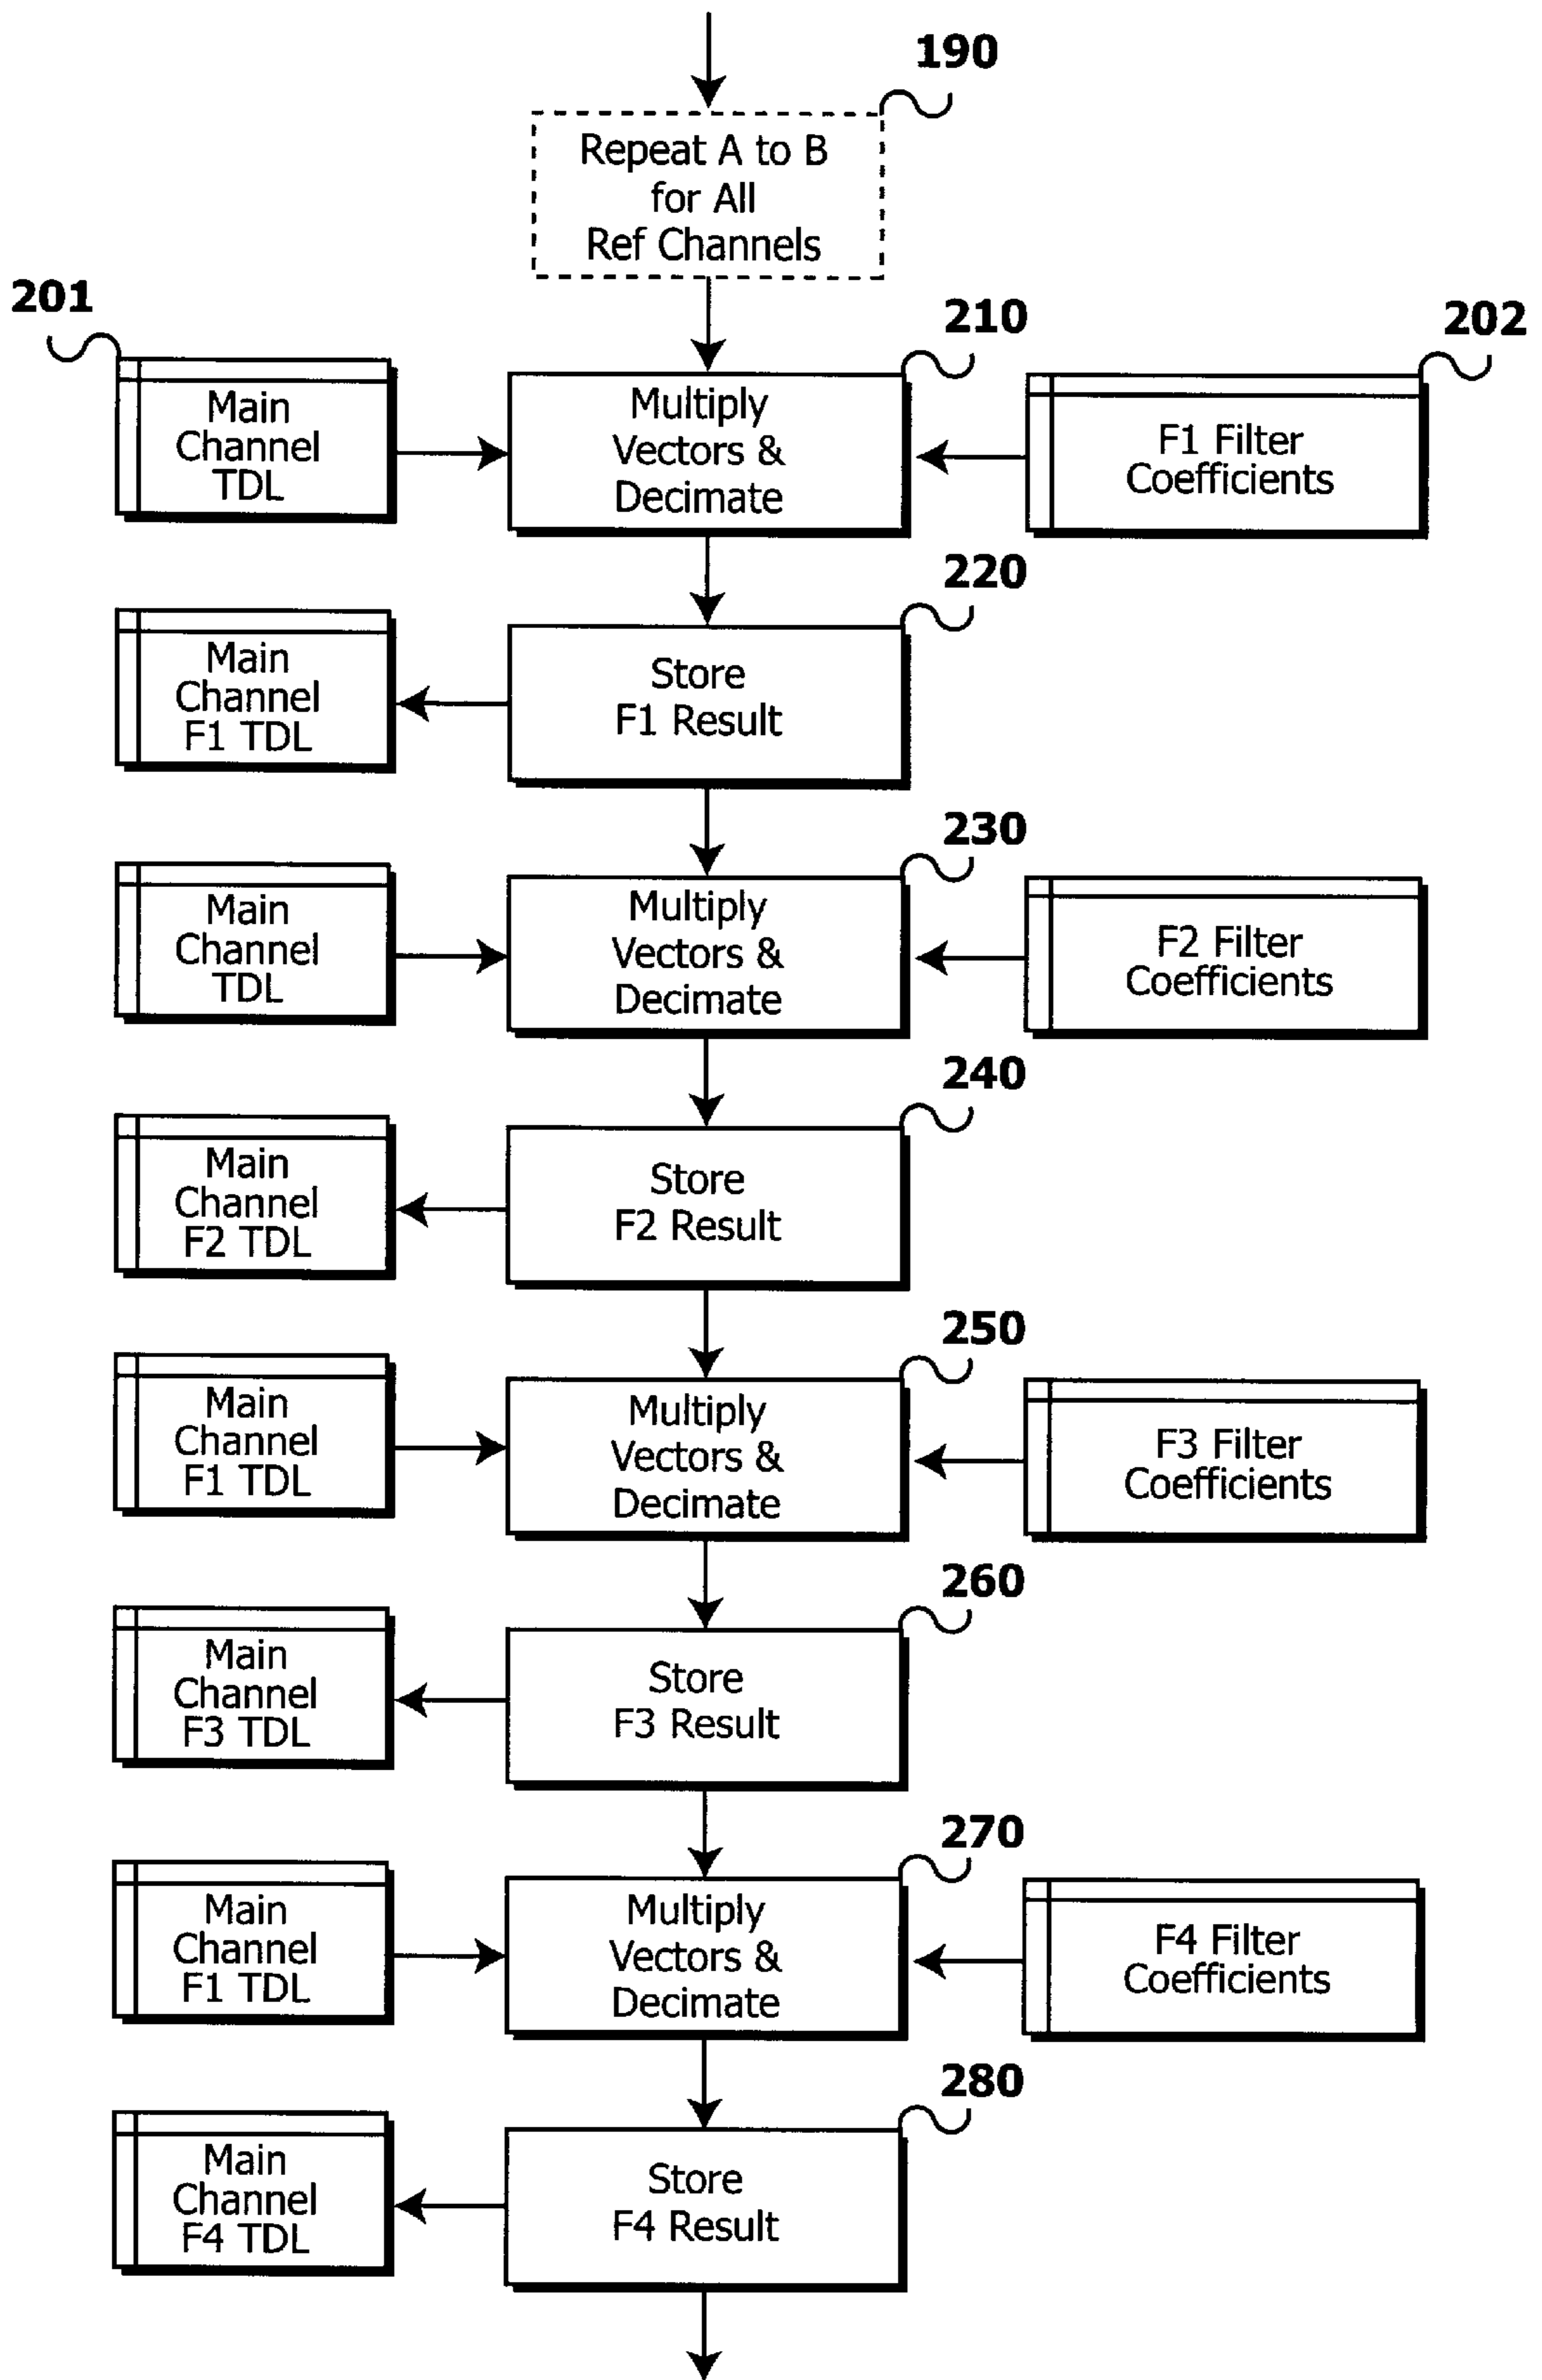 190
Repeat A to B
for All
Ref Channels
201
210
202
Main
Channel
TDL
Multiply
Vectors &
Decimate
F1 Filter
Coefficients
220
Main
Channel
F1 TDL
Store
F1 Result
230
Main
Channel
TDL
Multiply
Vectors &
Decimate
F2 Filter
Coefficients
240
Main
Channel
F2 TDL
Store
F2 Result
250
Main
Channel
F1 TDL
Multiply
Vectors &
Decimate
F3 Filter
Coefficients
260
Main
Channel
F3 TDL
Store
F3 Result
270
Main
Channel
F1 TDL
Multiply
Vectors &
Decimate
F4 Filter
Coefficients
280
Main
Channel
F4 TDL
Store
F4 Result